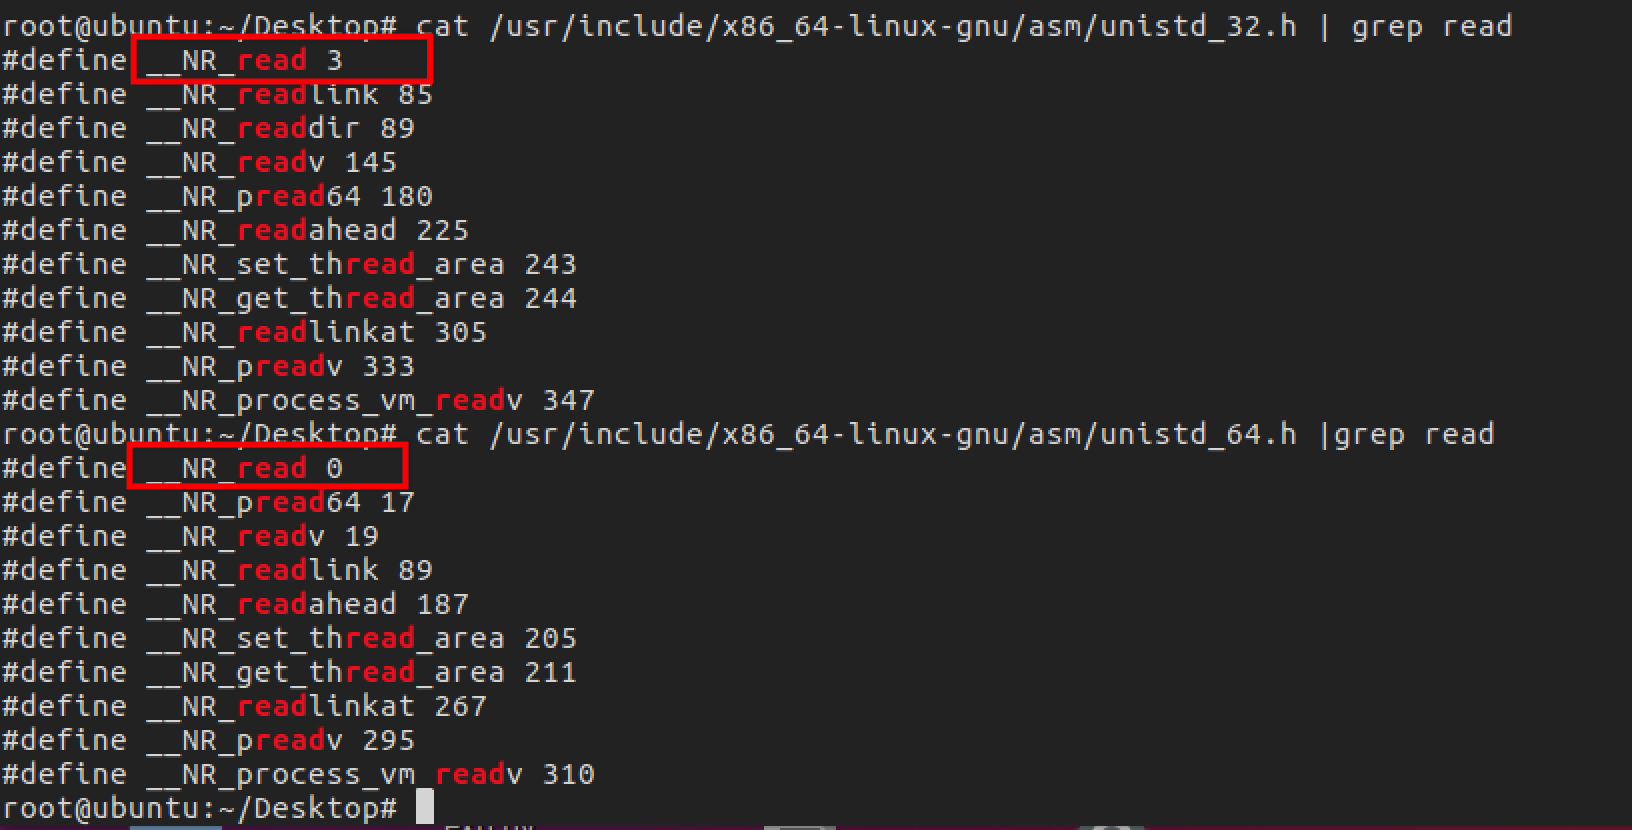 root@ubuntu:~/Desktop# cat /usr/include/x86_64-linux-gnu/asm/unistd_32.h | grep read
#define __NR_read 3
#define __NR_readlink 85
#define __NR_readdir 89
#define __NR_readv 145
#define __NR_pread64 180
#define __NR_readahead 225
#define __NR_set_thread_area 243
#define __NR_get_thread_area 244
#define __NR_readlinkat 305
#define __NR_preadv 333
#define __NR_process_vm_readv 347
root@ubuntu:~/Desktop# cat /usr/include/x86_64-linux-gnu/asm/unistd_64.h |grep read
#define __NR_read 0
#define __NR_pread64 17
#define __NR_readv 19
#define __NR_readlink 89
#define __NR_readahead 187
#define __NR_set_thread_area 205
#define __NR_get_thread_area 211
#define __NR_readlinkat 267
#define __NR_preadv 295
#define __NR_process_vm_readv 310
root@ubuntu:~/Desktop#